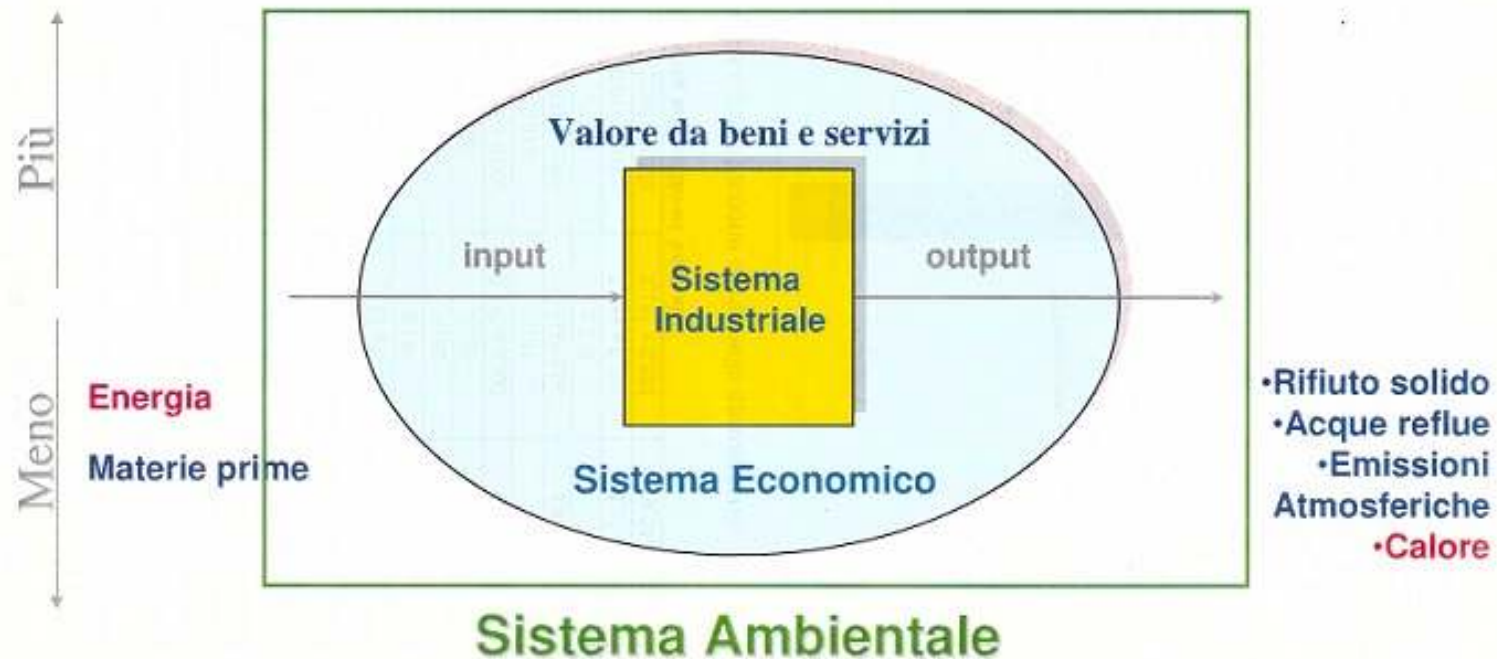 Più
Meno
Energia
Materie prime
Valore da beni e servizi
input
Sistema
Industriale
output
Sistema Economico
•Rifiuto solido
•Acque reflue
•Emissioni
Atmosferiche
•Calore
Sistema Ambientale